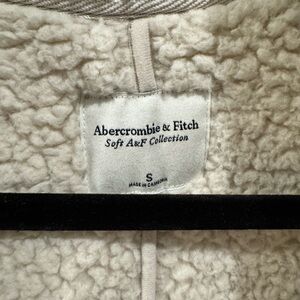 Abercrombie & Fitch
Soft A&F Collection
S
MADE IN CAMBODIA